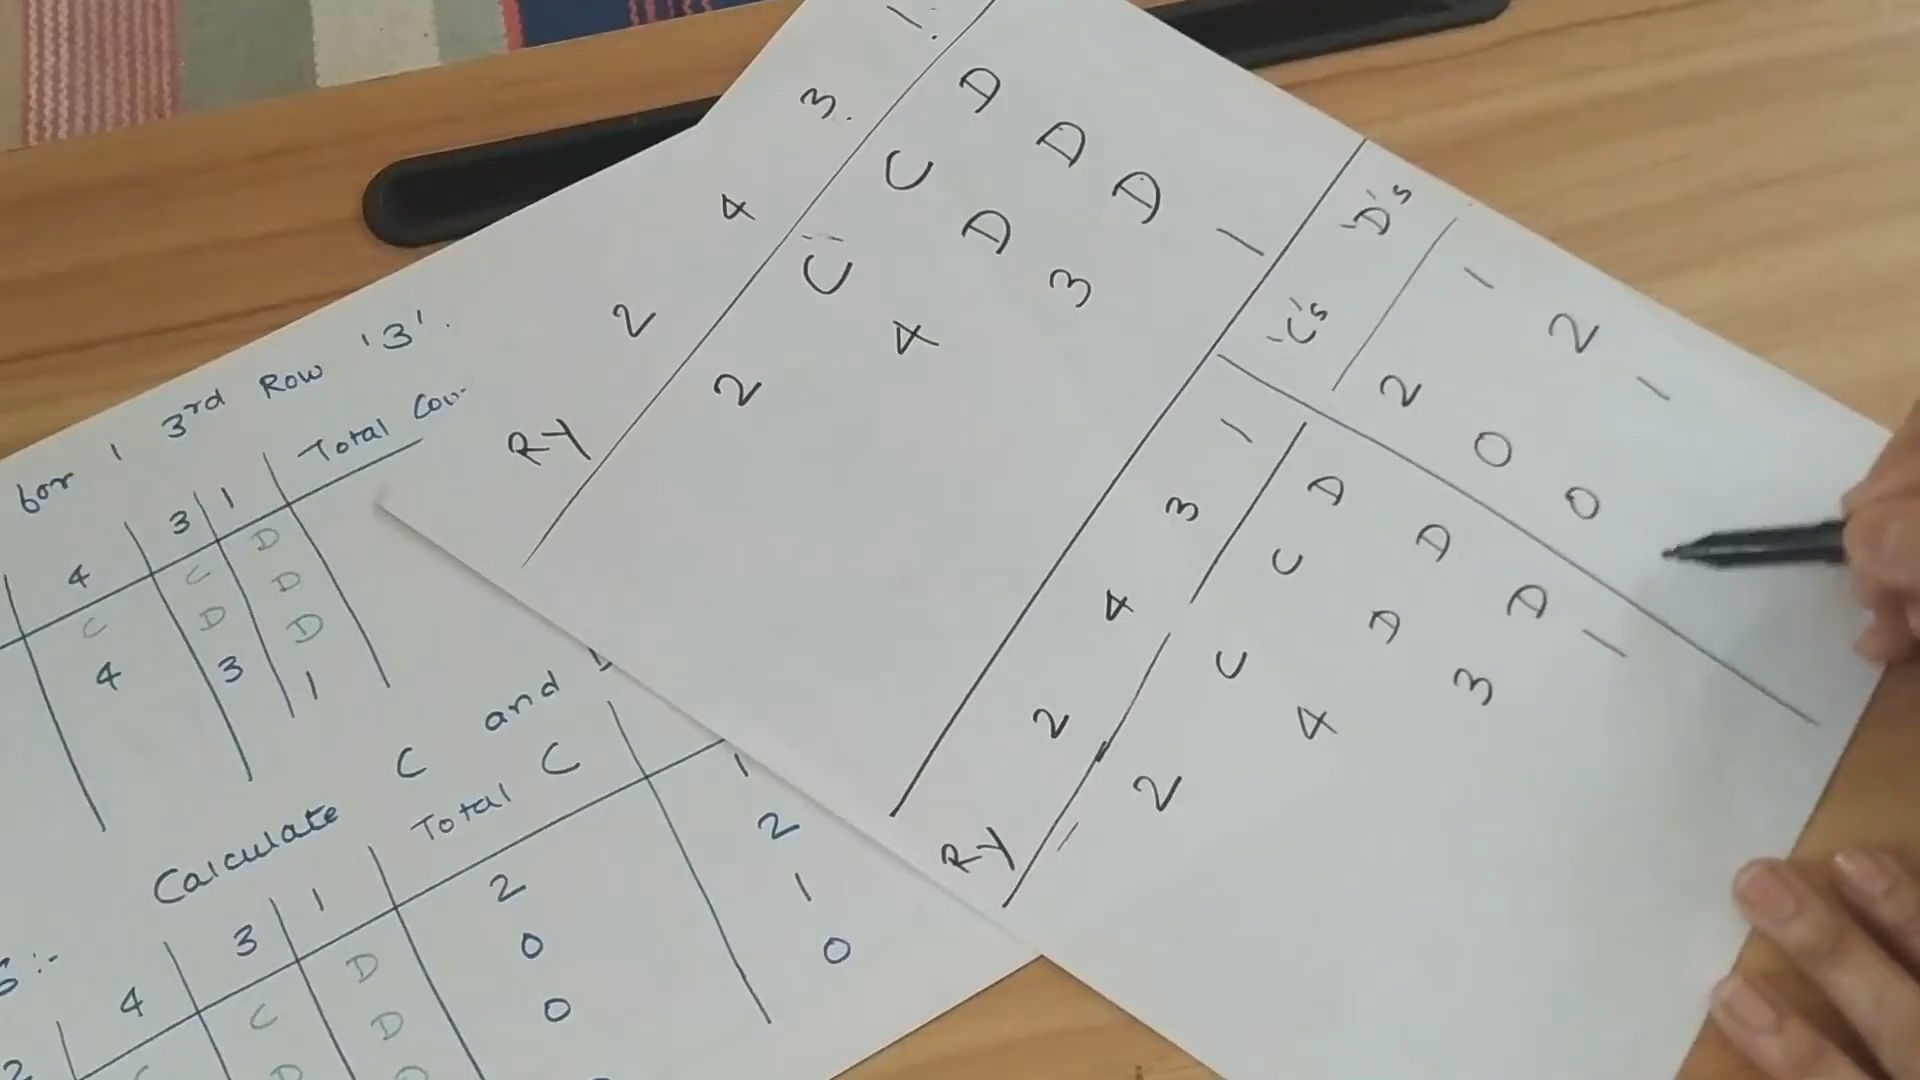 for 1 3rd Row '3'.
4 3 1 Total
C C D
4 D D
3 D
1
Calculate C and
4 3 1 Total C
C D 2 1
D 0 2
0 1
0
Ry 2 4 3. 1.
2 C C D
4 D D
3 D
1
Ry 2 4 3 1 'C's 'D's
2 C C D 2 1
4 D D 0 2
3 D 0 1
1